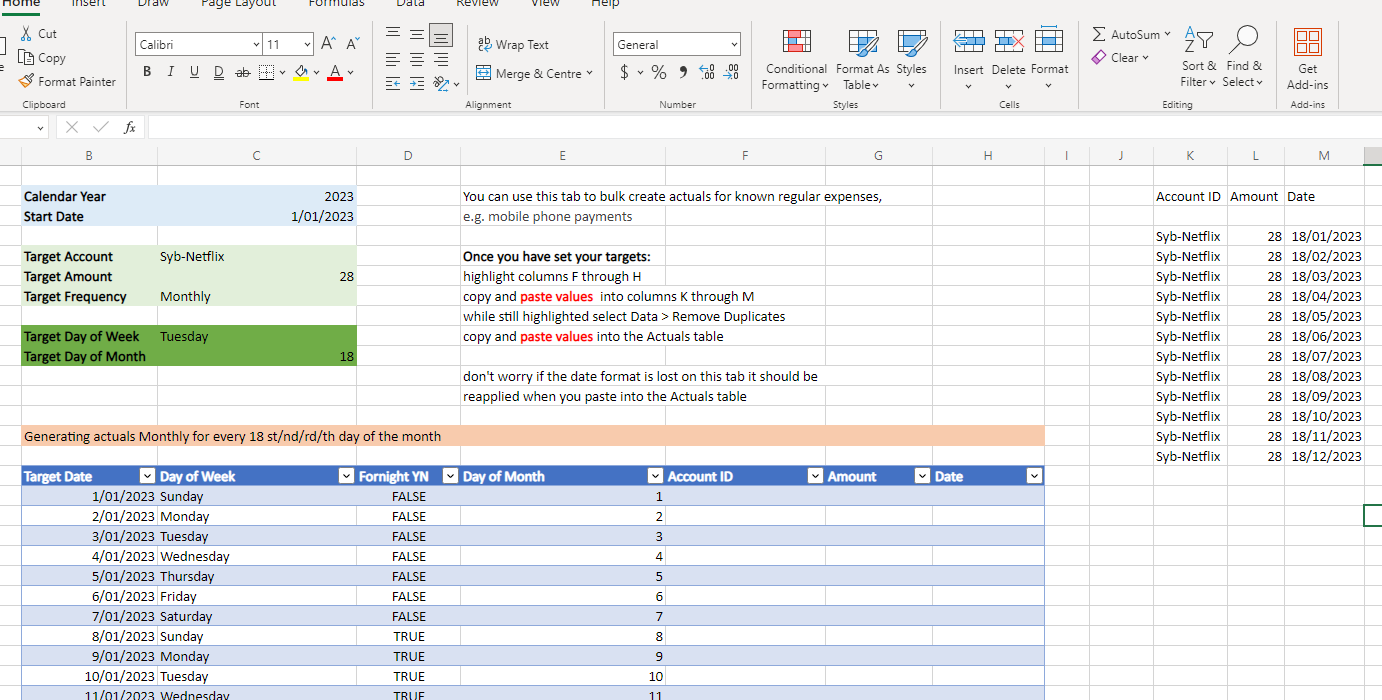 Home Insert Draw Page Layout Formulas Data Review View Help
Cut
Copy
Format Painter
Clipboard
Calibri 11 A A
B I U D ab A
Font
ab Wrap Text
Merge & Centre
Alignment
General
$ % 9 .00 .00
Number
Conditional Formatting
Format As Table
Styles
Styles
Insert Delete Format
Cells
AutoSum
Clear
Sort & Filter
Find & Select
Editing
Get Add-ins
Add-ins
fx
B C D E F G H I J K L M
Calendar Year 2023 You can use this tab to bulk create actuals for known regular expenses, Account ID Amount Date
Start Date 1/01/2023 e.g. mobile phone payments
Syb-Netflix 28 18/01/2023
Target Account Syb-Netflix Once you have set your targets: Syb-Netflix 28 18/02/2023
Target Amount 28 highlight columns F through H Syb-Netflix 28 18/03/2023
Target Frequency Monthly copy and paste values into columns K through M Syb-Netflix 28 18/04/2023
while still highlighted select Data > Remove Duplicates Syb-Netflix 28 18/05/2023
Target Day of Week Tuesday copy and paste values into the Actuals table Syb-Netflix 28 18/06/2023
Target Day of Month 18 Syb-Netflix 28 18/07/2023
don't worry if the date format is lost on this tab it should be Syb-Netflix 28 18/08/2023
reapplied when you paste into the Actuals table Syb-Netflix 28 18/09/2023
Syb-Netflix 28 18/10/2023
Generating actuals Monthly for every 18 st/nd/rd/th day of the month Syb-Netflix 28 18/11/2023
Syb-Netflix 28 18/12/2023
Target Date Day of Week Fornight YN Day of Month Account ID Amount Date
1/01/2023 Sunday FALSE 1
2/01/2023 Monday FALSE 2
3/01/2023 Tuesday FALSE 3
4/01/2023 Wednesday FALSE 4
5/01/2023 Thursday FALSE 5
6/01/2023 Friday FALSE 6
7/01/2023 Saturday FALSE 7
8/01/2023 Sunday TRUE 8
9/01/2023 Monday TRUE 9
10/01/2023 Tuesday TRUE 10
11/01/2023 Wednesday TRUE 11